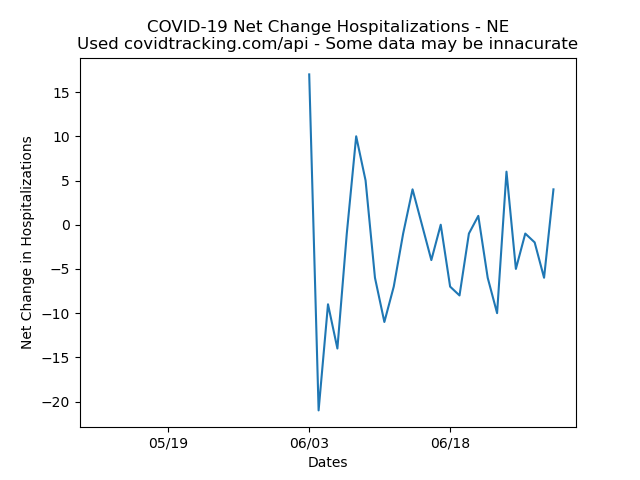 COVID-19 Net Change Hospitalizations - NE
Used covidtracking.com/api - Some data may be innacurate
Net Change in Hospitalizations
15
10
5
0
−5
−10
−15
−20
05/19 06/03 06/18
Dates